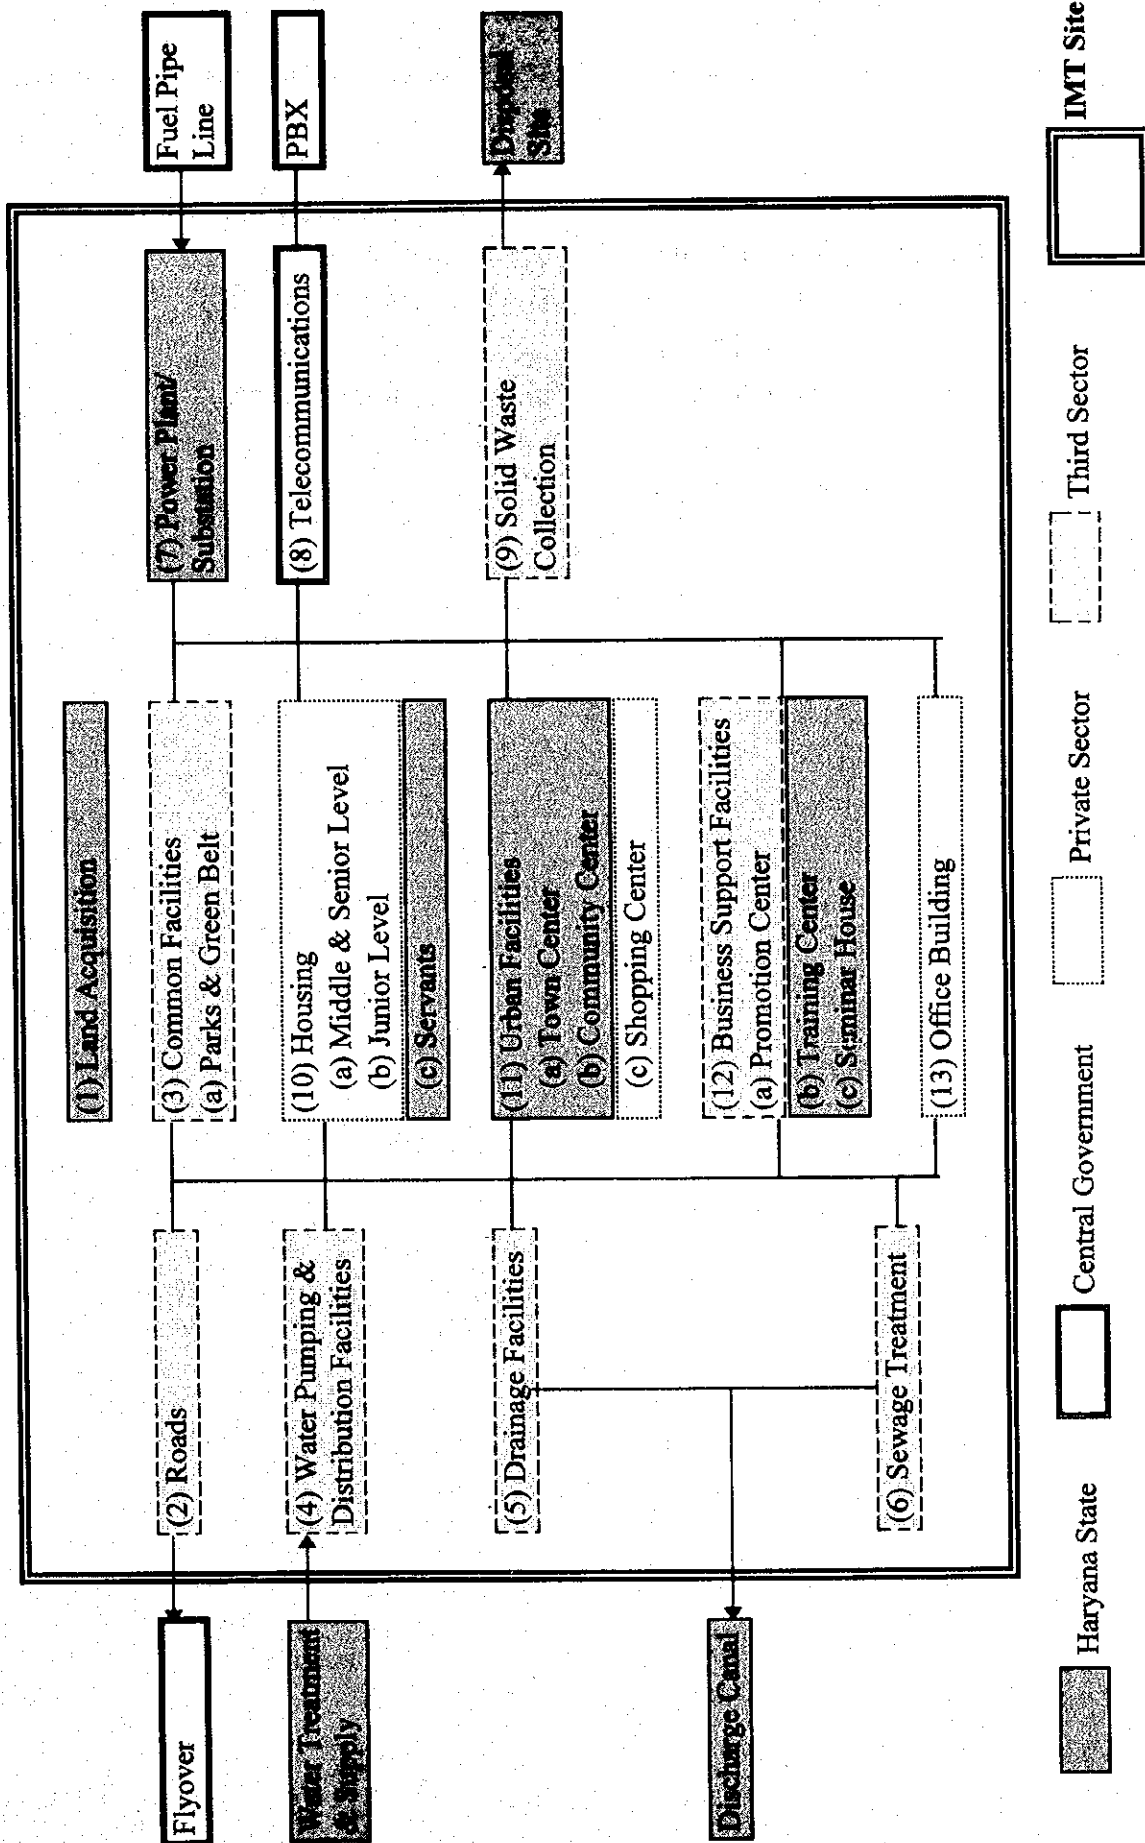 (1) Land Acquisition
Flyover
(2) Roads
(3) Common Facilities
(a) Parks & Green Belt
(7) Power Plant/
Substation
Fuel Pipe
Line
Water Treatment
& Supply
(4) Water Pumping &
Distribution Facilities
(10) Housing
(a) Middle & Senior Level
(b) Junior Level
(c) Servants
(8) Telecommunications
PBX
(5) Drainage Facilities
(11) Urban Facilities
(a) Town Center
(b) Community Center
(c) Shopping Center
(9) Solid Waste
Collection
Disposal
Site
Discharge Canal
(12) Business Support Facilities
(a) Promotion Center
(b) Training Center
(c) Seminar House
(6) Sewage Treatment
(13) Office Building
Haryana State
Central Government
Private Sector
Third Sector
IMT Site